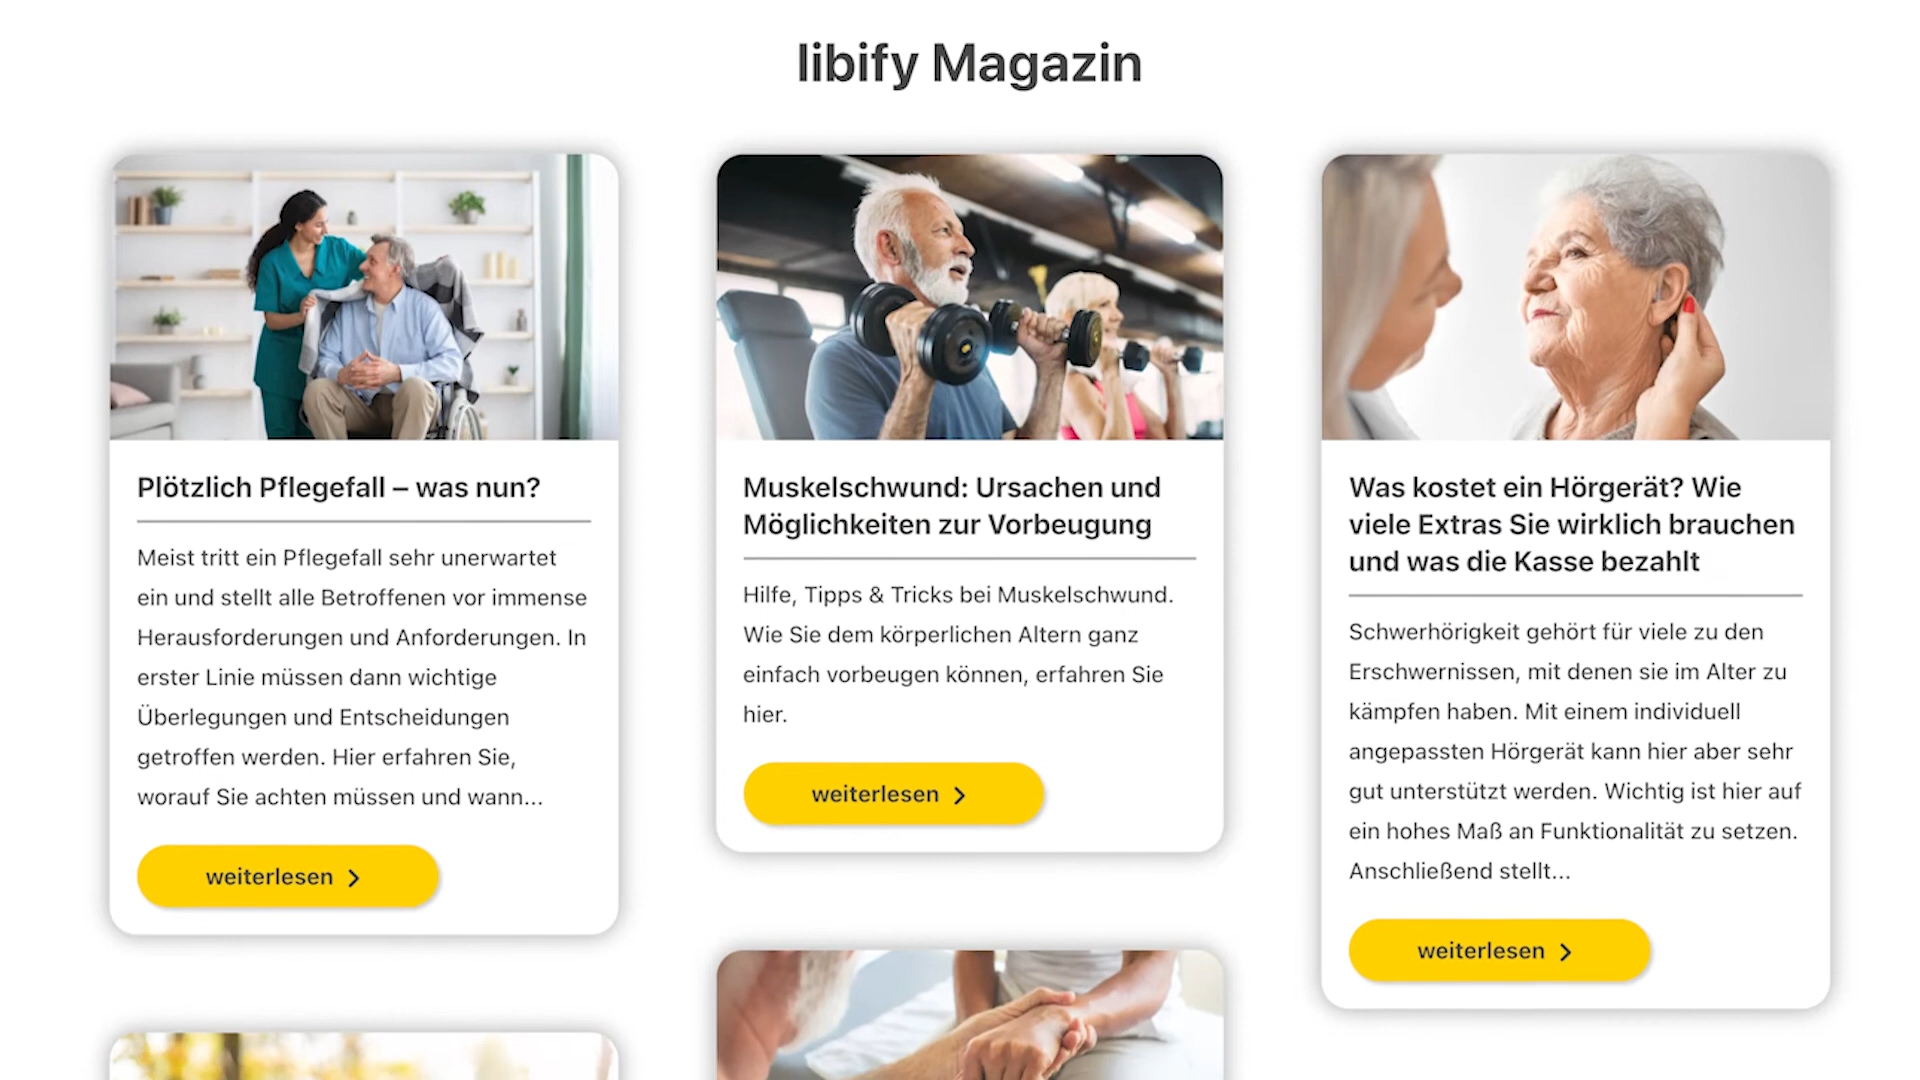 libify Magazin
Plötzlich Pflegefall – was nun?
Meist tritt ein Pflegefall sehr unerwartet
ein und stellt alle Betroffenen vor immense
Herausforderungen und Anforderungen. In
erster Linie müssen dann wichtige
Überlegungen und Entscheidungen
getroffen werden. Hier erfahren Sie,
worauf Sie achten müssen und wann...
weiterlesen
Muskelschwund: Ursachen und
Möglichkeiten zur Vorbeugung
Hilfe, Tipps & Tricks bei Muskelschwund.
Wie Sie dem körperlichen Altern ganz
einfach vorbeugen können, erfahren Sie
hier.
weiterlesen
Was kostet ein Hörgerät? Wie
viele Extras Sie wirklich brauchen
und was die Kasse bezahlt
Schwerhörigkeit gehört für viele zu den
Erschwernissen, mit denen sie im Alter zu
kämpfen haben. Mit einem individuell
angepassten Hörgerät kann hier aber sehr
gut unterstützt werden. Wichtig ist hier auf
ein hohes Maß an Funktionalität zu setzen.
Anschließend stellt...
weiterlesen